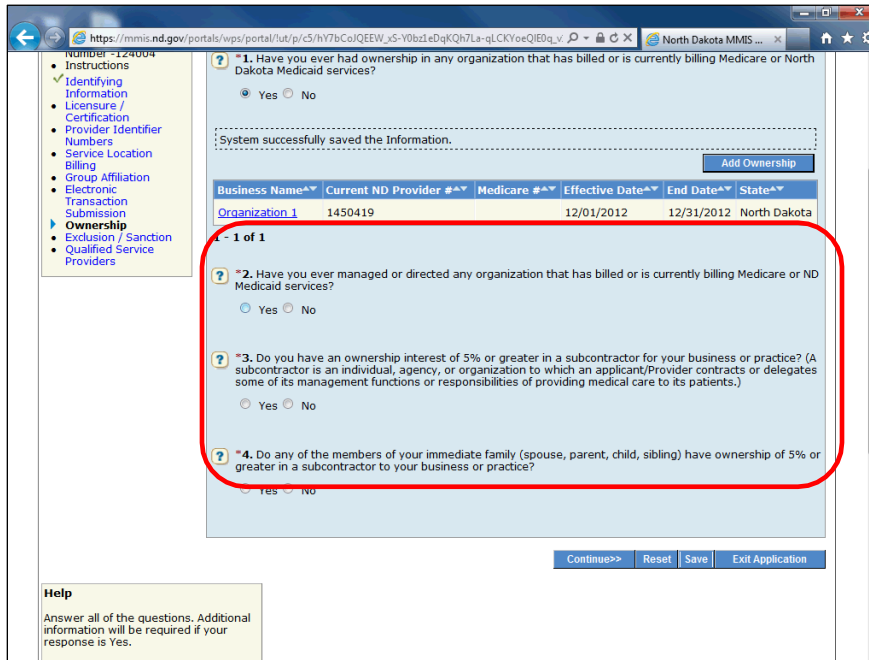 https://mmis.nd.gov/portals/wps/portal/!ut/p/c5/hY7BCoJQEEW_xS-Y0bz1eDqKQh7La-qLCKYoeQlE0q_v
North Dakota MMIS ...
Number -124004
Instructions
Identifying
Information
Licensure /
Certification
Provider Identifier
Numbers
Service Location
Billing
Group Affiliation
Electronic
Transaction
Submission
Ownership
Exclusion / Sanction
Qualified Service
Providers
*1. Have you ever had ownership in any organization that has billed or is currently billing Medicare or North
Dakota Medicaid services?
Yes No
System successfully saved the Information.
Add Ownership
Business Name Current ND Provider # Medicare # Effective Date End Date State
Organization 1 1450419 12/01/2012 12/31/2012 North Dakota
1 - 1 of 1
*2. Have you ever managed or directed any organization that has billed or is currently billing Medicare or ND
Medicaid services?
Yes No
*3. Do you have an ownership interest of 5% or greater in a subcontractor for your business or practice? (A
subcontractor is an individual, agency, or organization to which an applicant/Provider contracts or delegates
some of its management functions or responsibilities of providing medical care to its patients.)
Yes No
*4. Do any of the members of your immediate family (spouse, parent, child, sibling) have ownership of 5% or
greater in a subcontractor to your business or practice?
Yes No
Continue>> Reset Save Exit Application
Help
Answer all of the questions. Additional
information will be required if your
response is Yes.